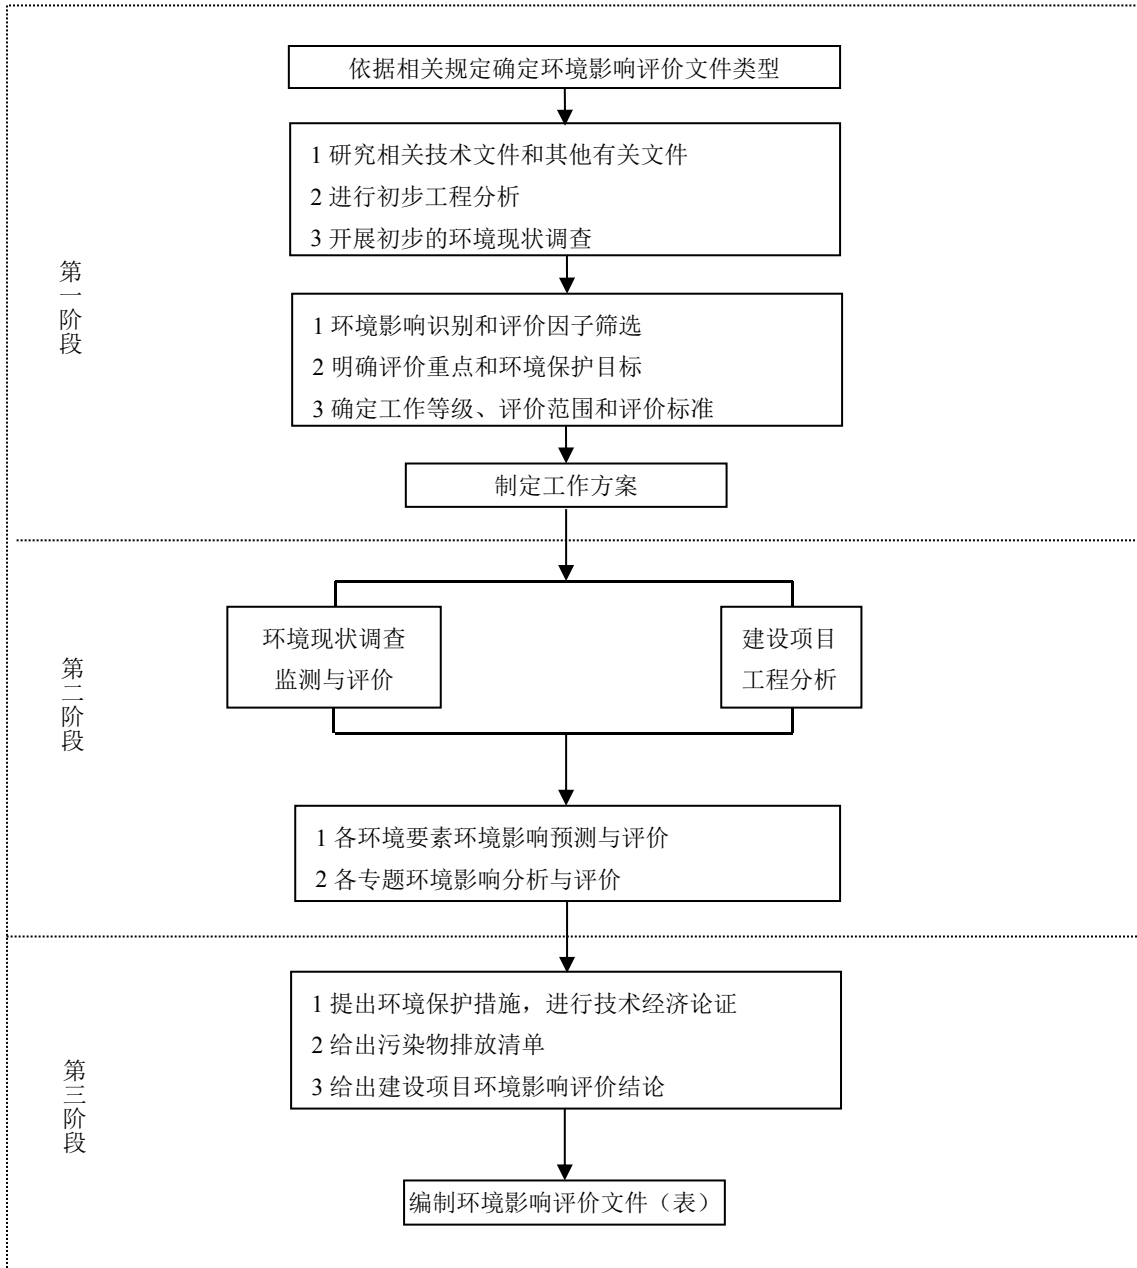 依据相关规定确定环境影响评价文件类型
1 研究相关技术文件和其他有关文件
2 进行初步工程分析
3 开展初步的环境现状调查
第一阶段
1 环境影响识别和评价因子筛选
2 明确评价重点和环境保护目标
3 确定工作等级、评价范围和评价标准
制定工作方案
第二阶段
环境现状调查
监测与评价
建设项目
工程分析
1 各环境要素环境影响预测与评价
2 各专题环境影响分析与评价
第三阶段
1 提出环境保护措施，进行技术经济论证
2 给出污染物排放清单
3 给出建设项目环境影响评价结论
编制环境影响评价文件（表）